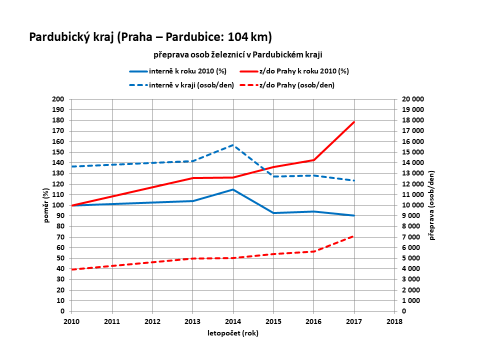 Pardubický kraj (Praha – Pardubice: 104 km)
přeprava osob železnicí v Pardubickém kraji
interně k roku 2010 (%)
z/do Prahy k roku 2010 (%)
interně v kraji (osob/den)
z/do Prahy (osob/den)
200 20 000
190 19 000
180 18 000
170 17 000
160 16 000
150 15 000
140 14 000
130 13 000
120 12 000
110 11 000
100 10 000
90 9 000
80 8 000
70 7 000
60 6 000
50 5 000
40 4 000
30 3 000
20 2 000
10 1 000
0 0
poměr (%)
přeprava (osob/den)
2010 2011 2012 2013 2014 2015 2016 2017 2018
letopočet (rok)